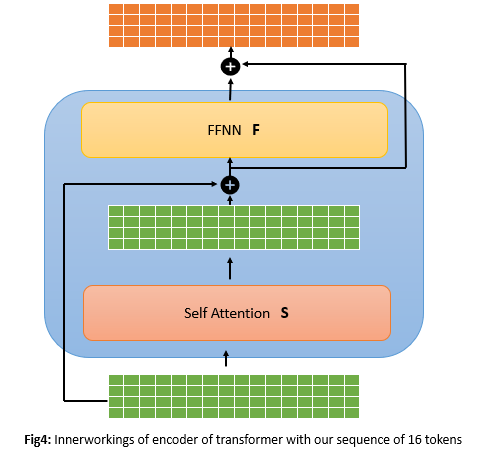 FFNN F
Self Attention S
Fig4: Innerworkings of encoder of transformer with our sequence of 16 tokens